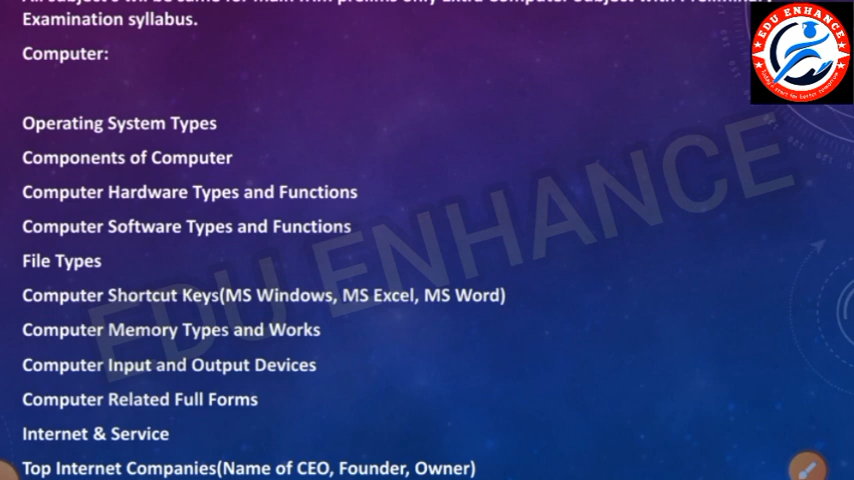 Examination syllabus.
Computer:
Operating System Types
Components of Computer
Computer Hardware Types and Functions
Computer Software Types and Functions
File Types
Computer Shortcut Keys(MS Windows, MS Excel, MS Word)
Computer Memory Types and Works
Computer Input and Output Devices
Computer Related Full Forms
Internet & Service
Top Internet Companies(Name of CEO, Founder, Owner)
EDU ENHANCE
EDU ENHANCE